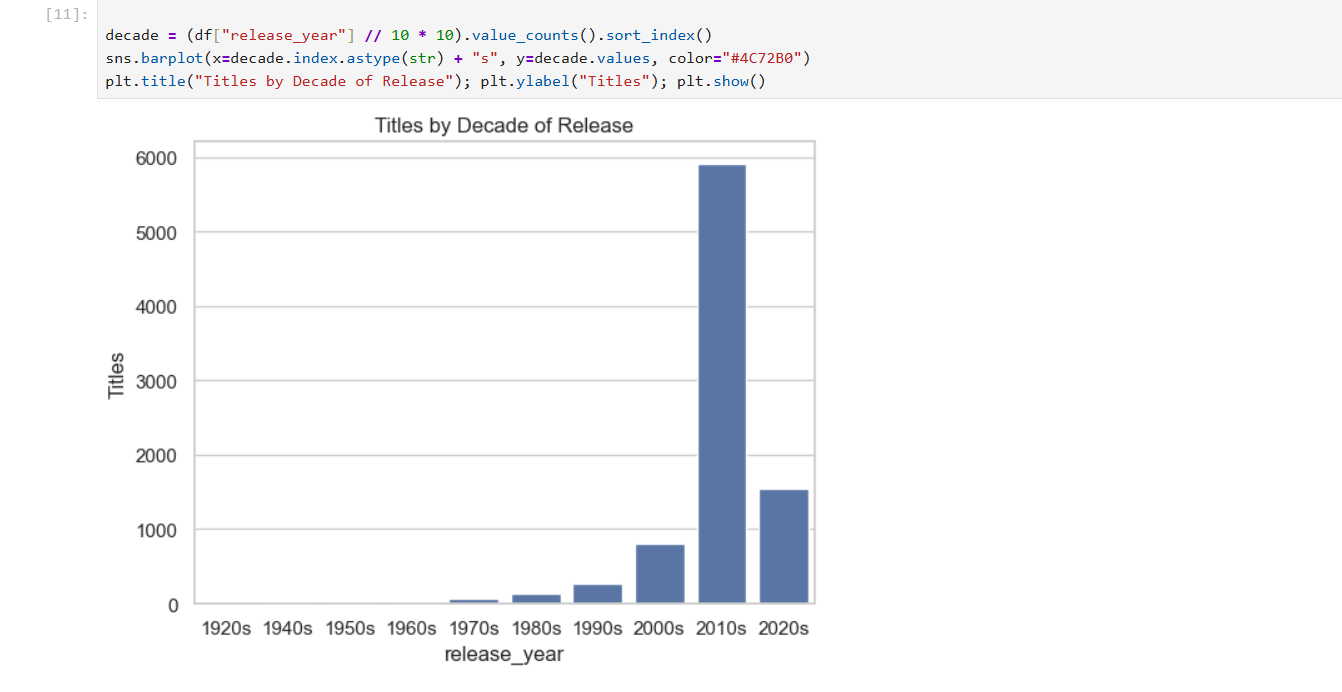 [11]:
decade = (df["release_year"] // 10 * 10).value_counts().sort_index()
sns.barplot(x=decade.index.astype(str) + "s", y=decade.values, color="#4C72B0")
plt.title("Titles by Decade of Release"); plt.ylabel("Titles"); plt.show()
Titles by Decade of Release
6000
5000
4000
3000
2000
1000
0
Titles
1920s 1940s 1950s 1960s 1970s 1980s 1990s 2000s 2010s 2020s
release_year